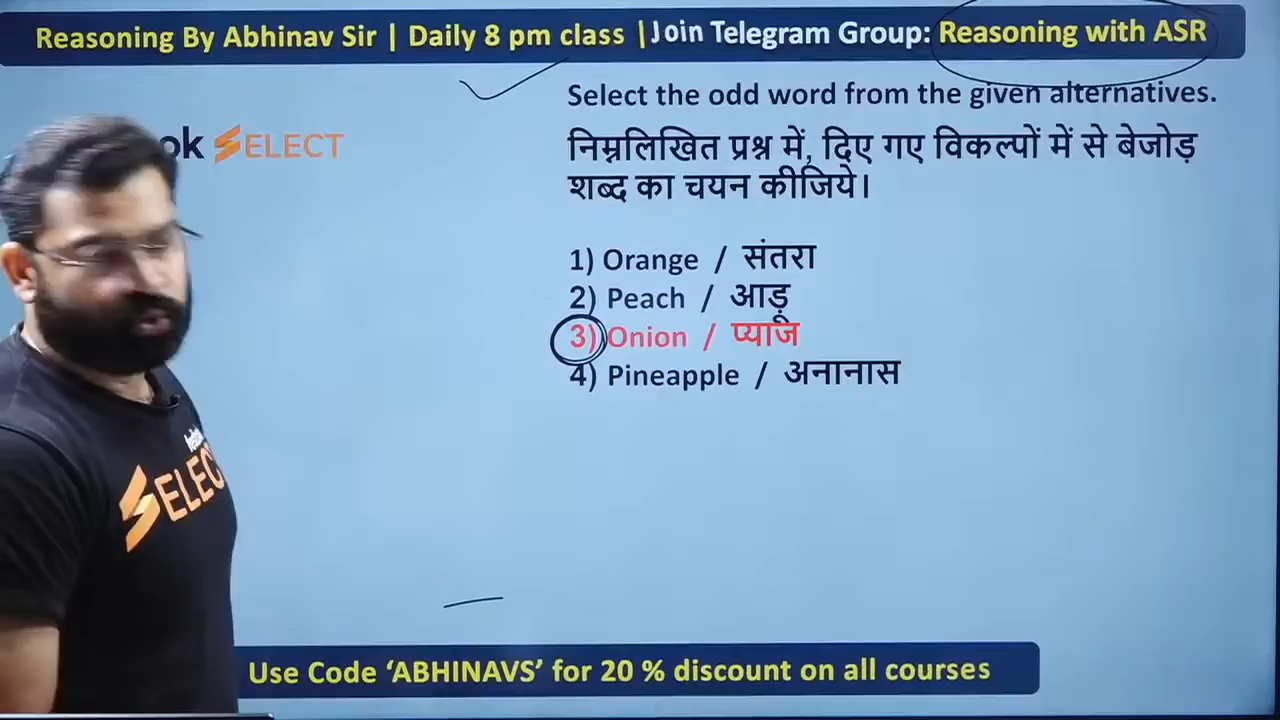 Reasoning By Abhinav Sir | Daily 8 pm class | Join Telegram Group: Reasoning with ASR
Select the odd word from the given alternatives.
ok SELECT
निम्नलिखित प्रश्न में, दिए गए विकल्पों में से बेजोड़
शब्द का चयन कीजिये।
1) Orange / संतरा
2) Peach / आड़ू
3) Onion / प्याज
4) Pineapple / अनानास
SELECT
Use Code ‘ABHINAVS’ for 20 % discount on all courses